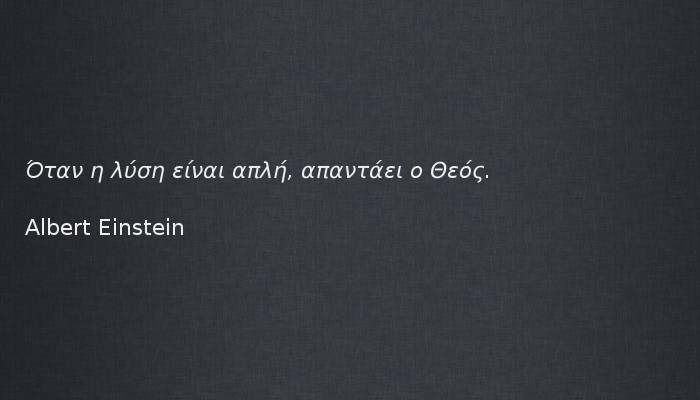 Όταν η λύση είναι απλή, απαντάει ο Θεός.
Albert Einstein